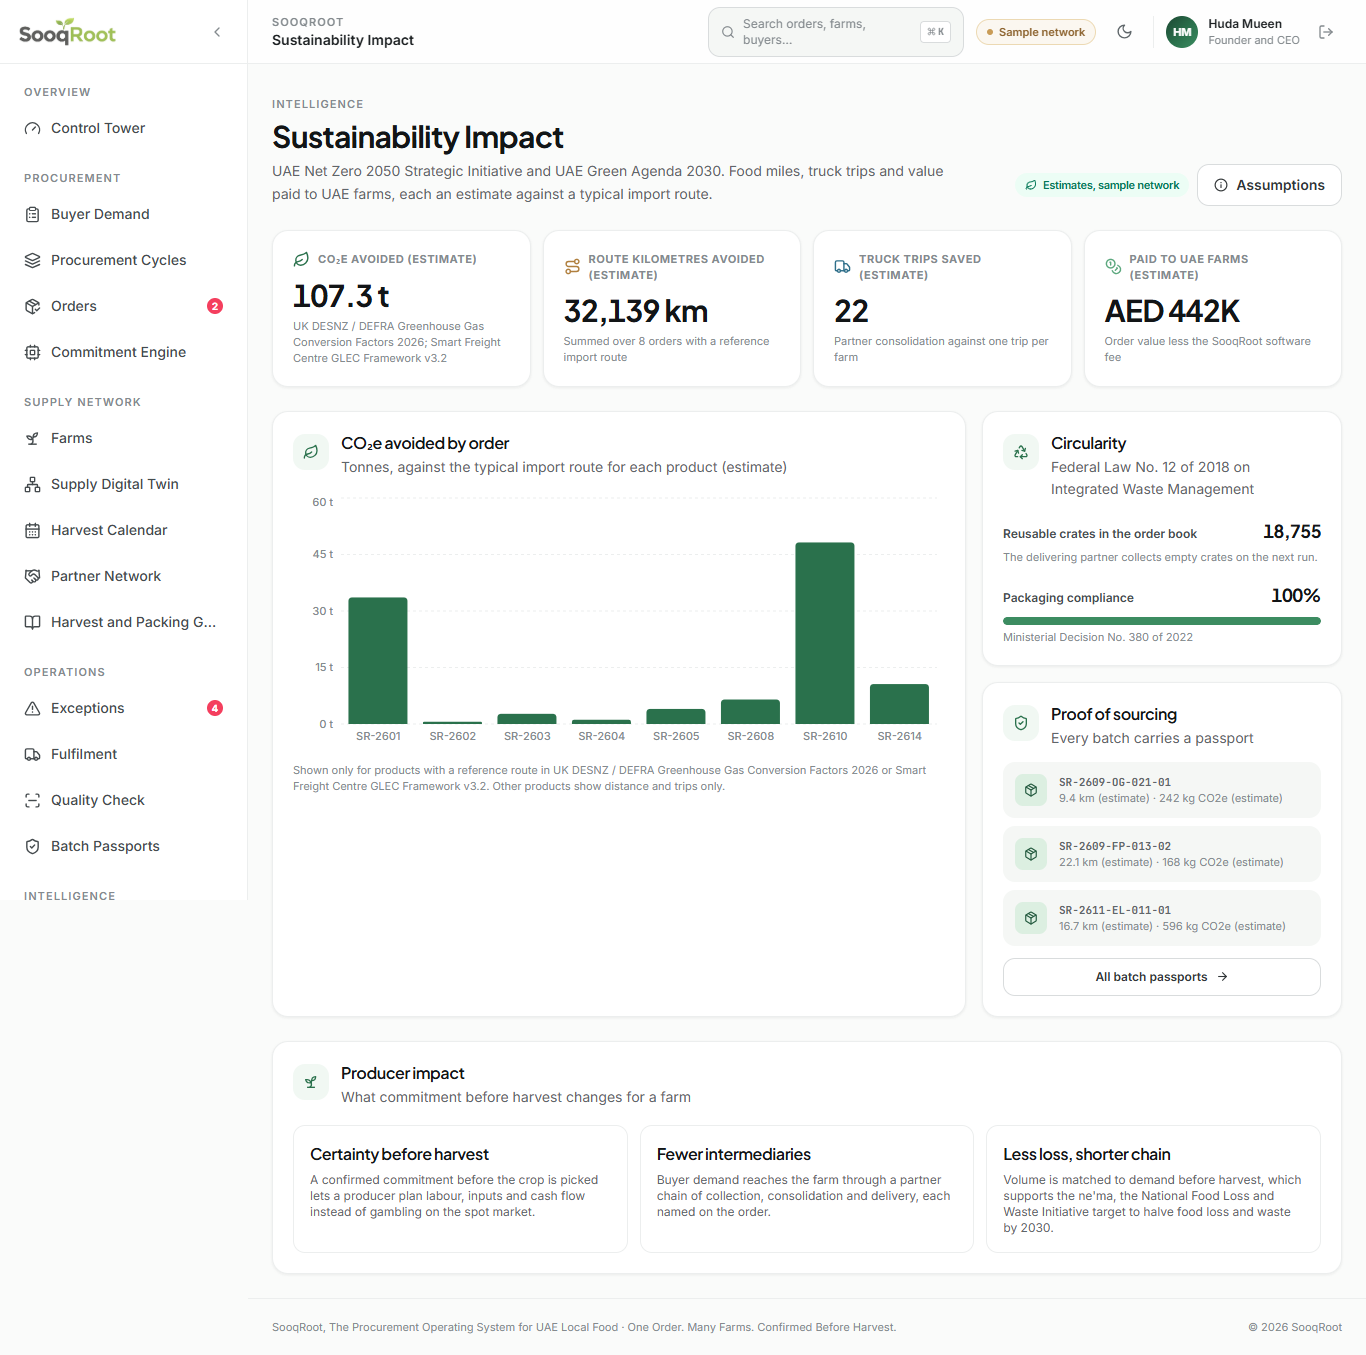 SooqRoot
SOOQROOT
Sustainability Impact
Search orders, farms,
buyers...
⌘ K
Sample network
HM
Huda Mueen
Founder and CEO
OVERVIEW
Control Tower
PROCUREMENT
Buyer Demand
Procurement Cycles
Orders
2
Commitment Engine
SUPPLY NETWORK
Farms
Supply Digital Twin
Harvest Calendar
Partner Network
Harvest and Packing G...
OPERATIONS
Exceptions
4
Fulfilment
Quality Check
Batch Passports
INTELLIGENCE
INTELLIGENCE
Sustainability Impact
UAE Net Zero 2050 Strategic Initiative and UAE Green Agenda 2030. Food miles, truck trips and value
paid to UAE farms, each an estimate against a typical import route.
Estimates, sample network
Assumptions
CO₂E AVOIDED (ESTIMATE)
107.3 t
UK DESNZ / DEFRA Greenhouse Gas
Conversion Factors 2026; Smart Freight
Centre GLEC Framework v3.2
ROUTE KILOMETRES AVOIDED
(ESTIMATE)
32,139 km
Summed over 8 orders with a reference
import route
TRUCK TRIPS SAVED
(ESTIMATE)
22
Partner consolidation against one trip per
farm
PAID TO UAE FARMS
(ESTIMATE)
AED 442K
Order value less the SooqRoot software
fee
CO₂e avoided by order
Tonnes, against the typical import route for each product (estimate)
60 t
45 t
30 t
15 t
0 t
SR-2601 SR-2602 SR-2603 SR-2604 SR-2605 SR-2608 SR-2610 SR-2614
Shown only for products with a reference route in UK DESNZ / DEFRA Greenhouse Gas Conversion Factors 2026 or Smart
Freight Centre GLEC Framework v3.2. Other products show distance and trips only.
Circularity
Federal Law No. 12 of 2018 on
Integrated Waste Management
Reusable crates in the order book 18,755
The delivering partner collects empty crates on the next run.
Packaging compliance 100%
Ministerial Decision No. 380 of 2022
Proof of sourcing
Every batch carries a passport
SR-2609-OG-021-01
9.4 km (estimate) · 242 kg CO2e (estimate)
SR-2609-FP-013-02
22.1 km (estimate) · 168 kg CO2e (estimate)
SR-2611-EL-011-01
16.7 km (estimate) · 596 kg CO2e (estimate)
All batch passports →
Producer impact
What commitment before harvest changes for a farm
Certainty before harvest
A confirmed commitment before the crop is picked
lets a producer plan labour, inputs and cash flow
instead of gambling on the spot market.
Fewer intermediaries
Buyer demand reaches the farm through a partner
chain of collection, consolidation and delivery, each
named on the order.
Less loss, shorter chain
Volume is matched to demand before harvest, which
supports the ne'ma, the National Food Loss and
Waste Initiative target to halve food loss and waste
by 2030.
SooqRoot, The Procurement Operating System for UAE Local Food · One Order. Many Farms. Confirmed Before Harvest.
© 2026 SooqRoot